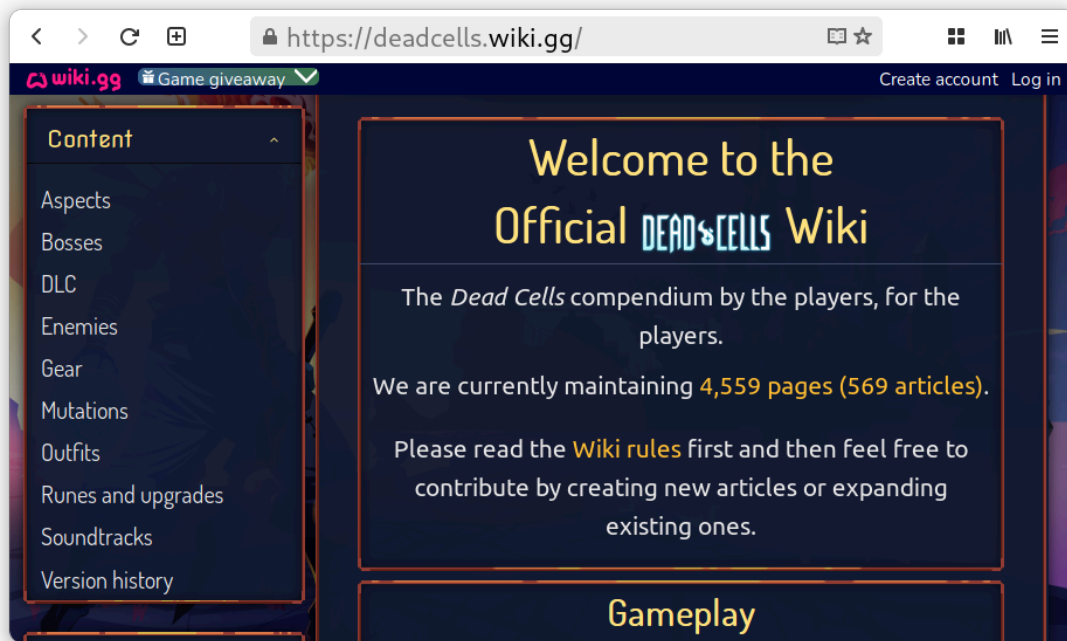 https://deadcells.wiki.gg/
wiki.gg Game giveaway Create account Log in
Content
Aspects
Bosses
DLC
Enemies
Gear
Mutations
Outfits
Runes and upgrades
Soundtracks
Version history
Welcome to the
Official DEAD CELLS Wiki
The Dead Cells compendium by the players, for the
players.
We are currently maintaining 4,559 pages (569 articles).
Please read the Wiki rules first and then feel free to
contribute by creating new articles or expanding
existing ones.
Gameplay